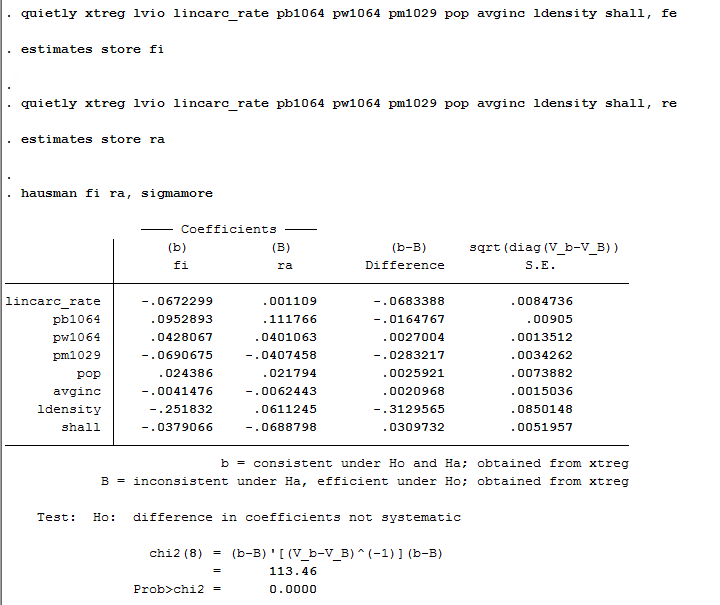 . quietly xtreg lvio lincarc_rate pb1064 pw1064 pm1029 pop avginc ldensity shall, fe
. estimates store fi
.
. quietly xtreg lvio lincarc_rate pb1064 pw1064 pm1029 pop avginc ldensity shall, re
. estimates store ra
.
. hausman fi ra, sigmamore
Coefficients
(b) (B) (b-B) sqrt(diag(V_b-V_B))
fi ra Difference S.E.
lincarc_rate -.0672299 .001109 -.0683388 .0084736
pb1064 .0952893 .111766 -.0164767 .00905
pw1064 .0428067 .0401063 .0027004 .0013512
pm1029 -.0690675 -.0407458 -.0283217 .0034262
pop .024386 .021794 .0025921 .0073882
avginc -.0041476 -.0062443 .0020968 .0015036
ldensity -.251832 .0611245 -.3129565 .0850148
shall -.0379066 -.0688798 .0309732 .0051957
b = consistent under Ho and Ha; obtained from xtreg
B = inconsistent under Ha, efficient under Ho; obtained from xtreg
Test: Ho: difference in coefficients not systematic
chi2(8) = (b-B)'[(V_b-V_B)^(-1)](b-B)
= 113.46
Prob>chi2 = 0.0000